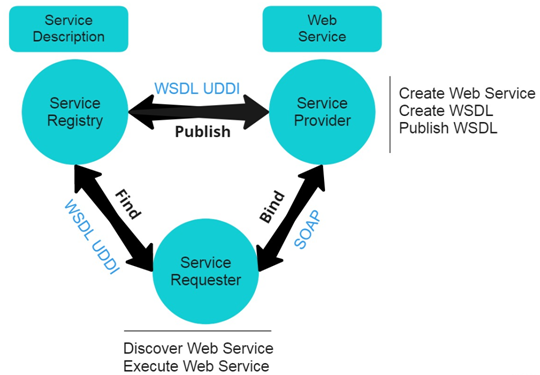 Service
Description
Web
Service
WSDL UDDI
Service
Registry
Publish
Service
Provider
Create Web Service
Create WSDL
Publish WSDL
Find
WSDL UDDI
Bind
SOAP
Service
Requester
Discover Web Service
Execute Web Service